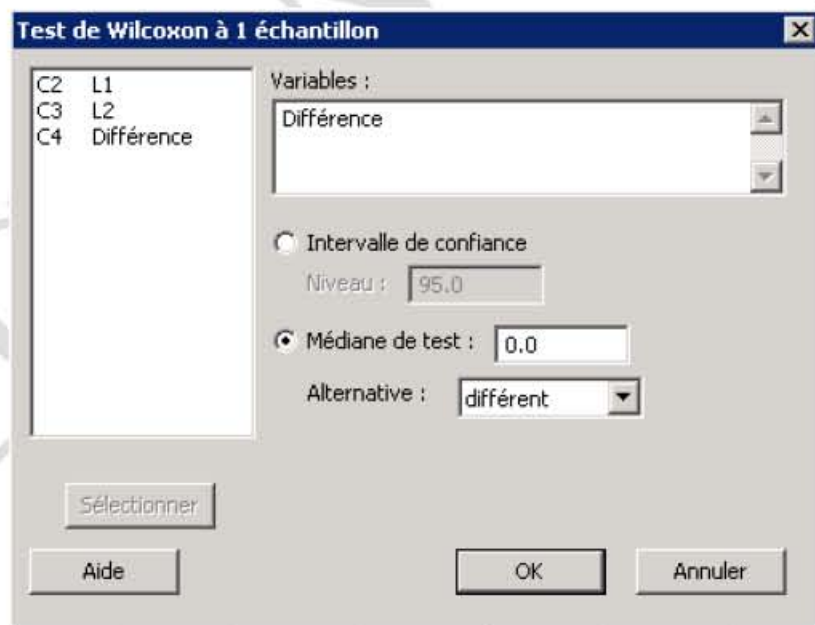 Test de Wilcoxon à 1 échantillon
C2 L1
C3 L2
C4 Différence
Variables :
Différence
Intervalle de confiance
Niveau : 95.0
Médiane de test : 0.0
Alternative : différent
Sélectionner
Aide
OK
Annuler